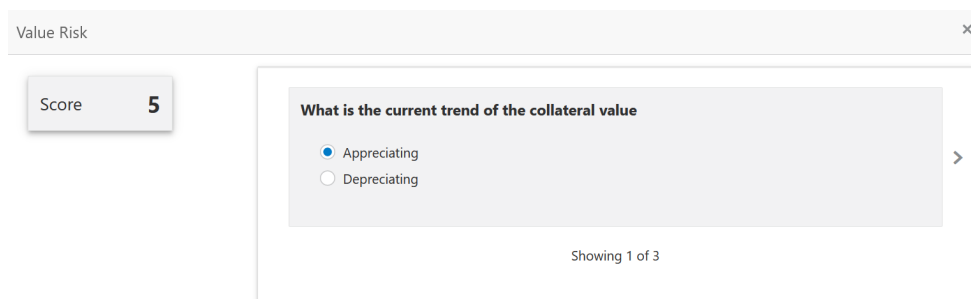 Value Risk
Score 5
What is the current trend of the collateral value
Appreciating
Depreciating
Showing 1 of 3